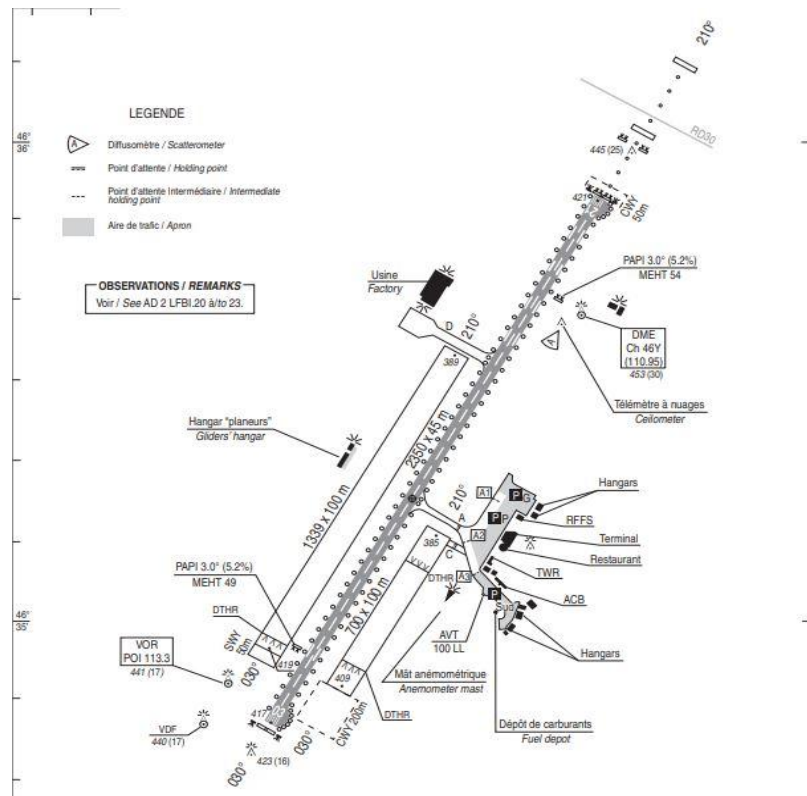 210°
RD30
LEGENDE
46°
36'
A
Diffusomètre / Scatterometer
445 (25)
Point d'attente / Holding point
Point d'attente Intermédiaire / Intermediate
holding point
421
CWY
50m
Aire de trafic / Apron
PAPI 3.0° (5.2%)
MEHT 54
Usine
Factory
OBSERVATIONS / REMARKS
Voir / See AD 2 LFBI.20 à/to 23.
D
210°
DME
Ch 46Y
(110.95)
453 (30)
A
389
Télémètre à nuages
Ceilometer
Hangar "planeurs"
Gliders' hangar
2350 x 45 m
1339 x 100 m
210°
A1
P
G
Hangars
A
P
P
RFFS
385
A2
Terminal
C
Restaurant
PAPI 3.0° (5.2%)
MEHT 49
DTHR
A3
TWR
700 x 100 m
P
ACB
DTHR
Sud
46°
35'
SWY
50m
AVT
100 LL
VOR
POI 113.3
441 (17)
419
Hangars
030°
409
Mât anémométrique
Anemometer mast
DTHR
417
03
CWY 200m
VDF
440 (17)
Dépôt de carburants
Fuel depot
030°
423 (16)
030°